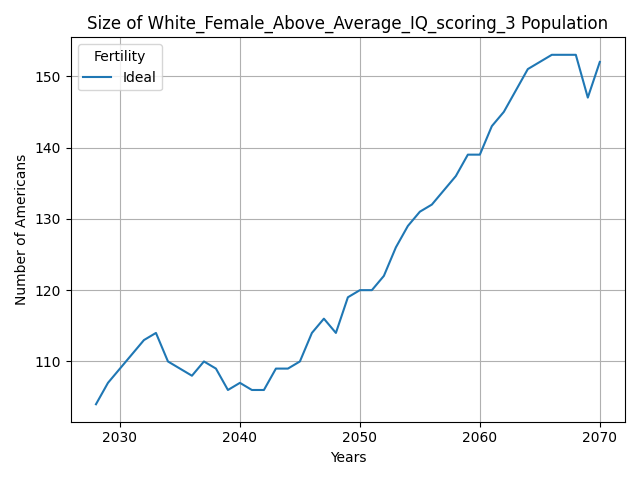 Size of White_Female_Above_Average_IQ_scoring_3 Population
Fertility
Ideal
Number of Americans
150
140
130
120
110
2030
2040
2050
2060
2070
Years